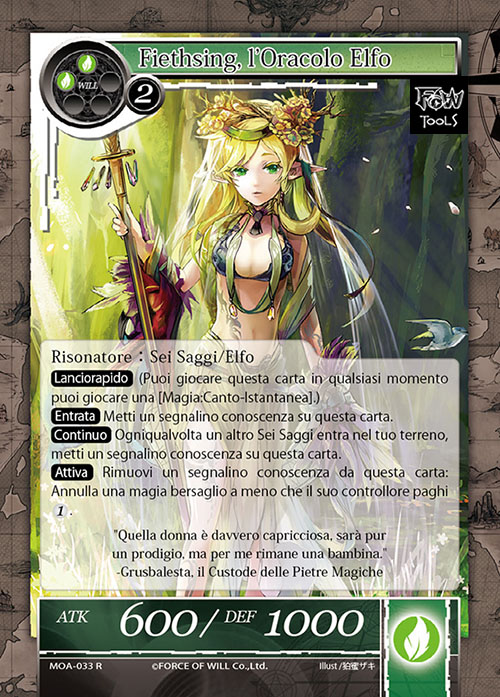 Fiethsing, l'Oracolo Elfo
WILL
2
FOW
TOOLS
Risonatore : Sei Saggi/Elfo
Lanciorapido (Puoi giocare questa carta in qualsiasi momento
puoi giocare una [Magia:Canto-Istantanea].)
Entrata Metti un segnalino conoscenza su questa carta.
Continuo Ogniqualvolta un altro Sei Saggi entra nel tuo terreno,
metti un segnalino conoscenza su questa carta.
Attiva Rimuovi un segnalino conoscenza da questa carta:
Annulla una magia bersaglio a meno che il suo controllore paghi
1 .
"Quella donna è davvero capricciosa, sarà pur
un prodigio, ma per me rimane una bambina."
-Grusbalesta, il Custode delle Pietre Magiche
ATK 600/ DEF 1000
MOA-033 R ©FORCE OF WILL Co.,Ltd. Illust/狛蜜ザキ